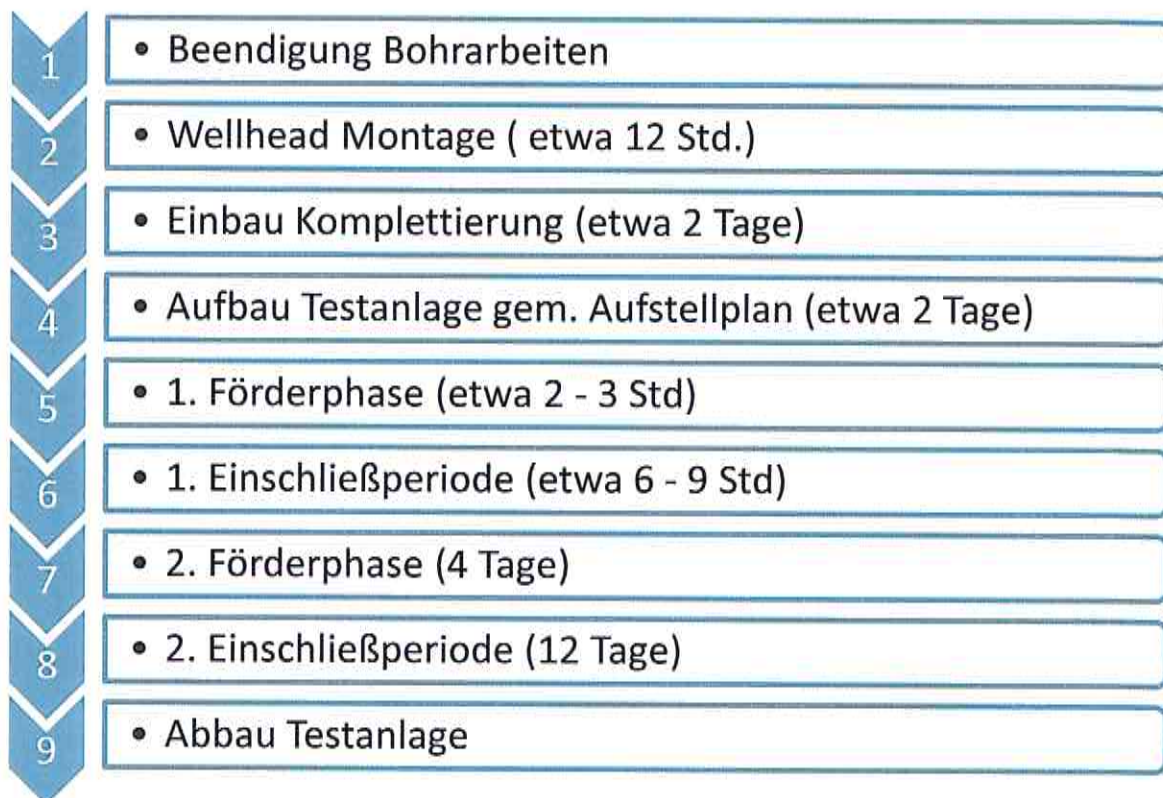 1
• Beendigung Bohrarbeiten
2
• Wellhead Montage ( etwa 12 Std.)
3
• Einbau Komplettierung (etwa 2 Tage)
4
• Aufbau Testanlage gem. Aufstellplan (etwa 2 Tage)
5
• 1. Förderphase (etwa 2 - 3 Std)
6
• 1. Einschließperiode (etwa 6 - 9 Std)
7
• 2. Förderphase (4 Tage)
8
• 2. Einschließperiode (12 Tage)
9
• Abbau Testanlage